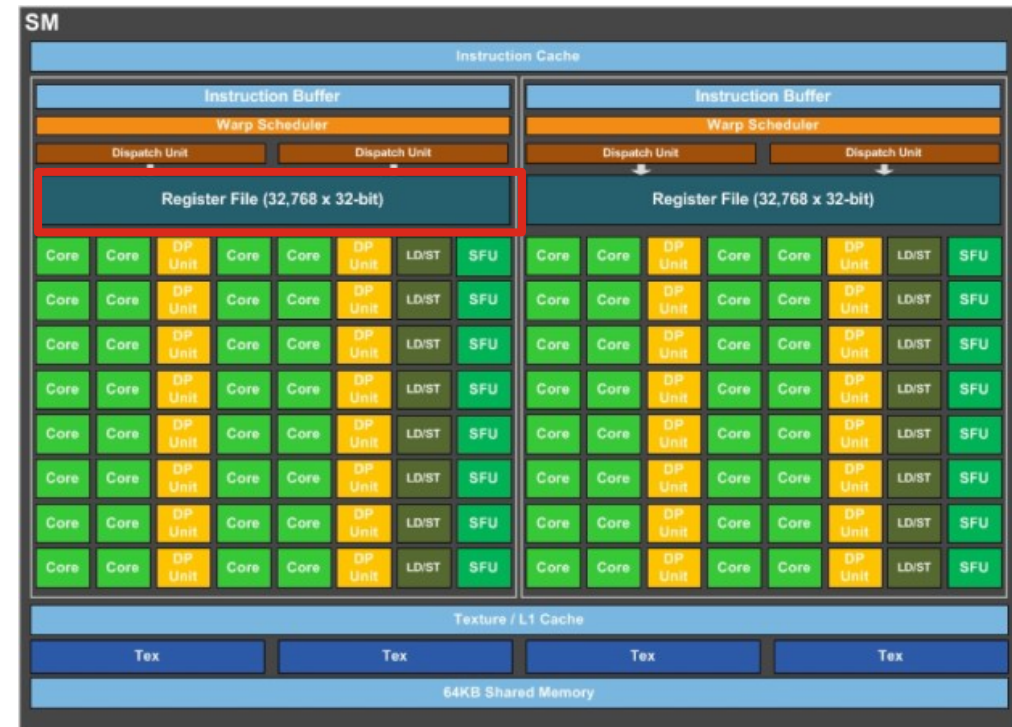 SM
Instruction Cache
Instruction Buffer Instruction Buffer
Warp Scheduler Warp Scheduler
Dispatch Unit Dispatch Unit Dispatch Unit Dispatch Unit
Register File (32,768 x 32-bit) Register File (32,768 x 32-bit)
Core Core DP Unit Core Core DP Unit LD/ST SFU Core Core DP Unit Core Core DP Unit LD/ST SFU
Core Core DP Unit Core Core DP Unit LD/ST SFU Core Core DP Unit Core Core DP Unit LD/ST SFU
Core Core DP Unit Core Core DP Unit LD/ST SFU Core Core DP Unit Core Core DP Unit LD/ST SFU
Core Core DP Unit Core Core DP Unit LD/ST SFU Core Core DP Unit Core Core DP Unit LD/ST SFU
Core Core DP Unit Core Core DP Unit LD/ST SFU Core Core DP Unit Core Core DP Unit LD/ST SFU
Core Core DP Unit Core Core DP Unit LD/ST SFU Core Core DP Unit Core Core DP Unit LD/ST SFU
Core Core DP Unit Core Core DP Unit LD/ST SFU Core Core DP Unit Core Core DP Unit LD/ST SFU
Core Core DP Unit Core Core DP Unit LD/ST SFU Core Core DP Unit Core Core DP Unit LD/ST SFU
Texture / L1 Cache
Tex Tex Tex Tex
64KB Shared Memory